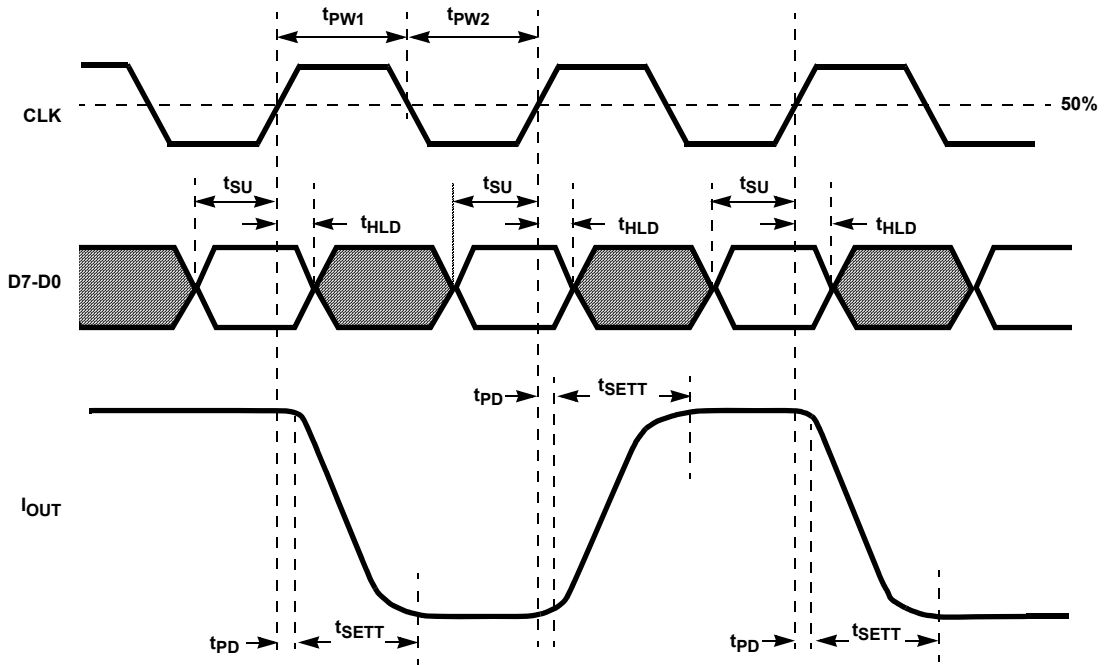 tPW1 tPW2
CLK
50%
tSU tSU tSU
tHLD tHLD tHLD
D7-D0
tPD tSETT
IOUT
tPD tSETT tPD tSETT